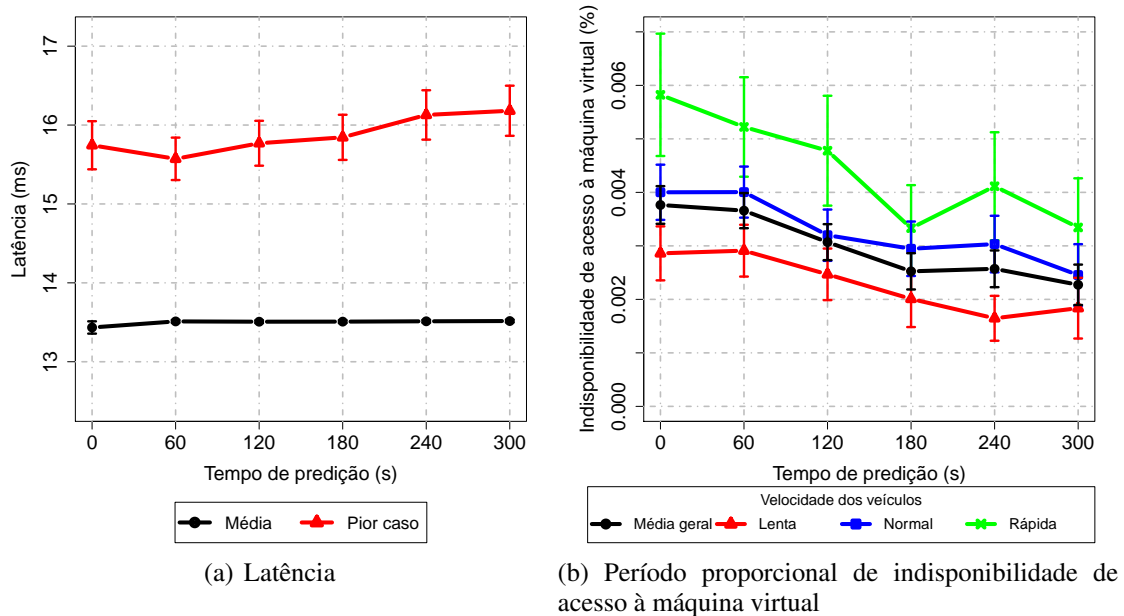 Latência (ms)
17
16
15
14
13
0 60 120 180 240 300
Tempo de predição (s)
Média Pior caso
(a) Latência
Indisponibilidade de acesso à máquina virtual (%)
0.006
0.004
0.002
0.000
0 60 120 180 240 300
Tempo de predição (s)
Velocidade dos veículos
Média geral Lenta Normal Rápida
(b) Período proporcional de indisponibilidade de
acesso à máquina virtual